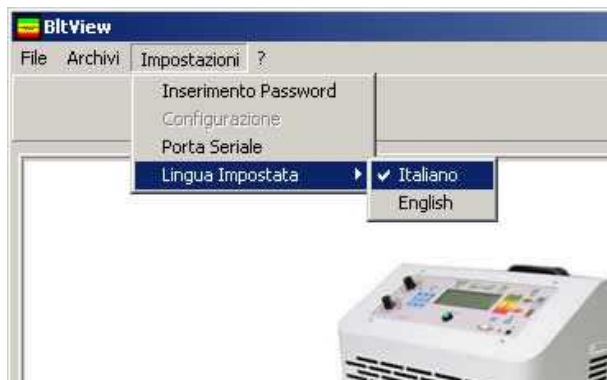 BltView
File Archivi Impostazioni ?
Inserimento Password
Configurazione
Porta Seriale
Lingua Impostata
Italiano
English